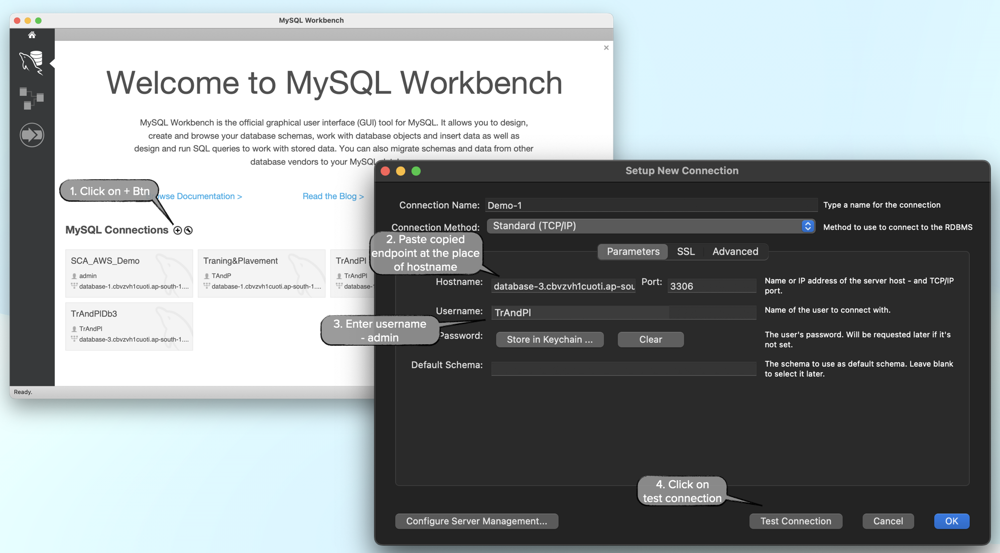 MySQL Workbench
Welcome to MySQL Workbench
MySQL Workbench is the official graphical user interface (GUI) tool for MySQL. It allows you to design,
create and browse your database schemas, work with database objects and insert data as well as
design and run SQL queries to work with stored data. You can also migrate schemas and data from other
database vendors to your MySQL
1. Click on + Btn
wse Documentation >
Read the Blog >
MySQL Connections
SCA_AWS_Demo
admin
database-1.cbvzvh1cuoti.ap-south-1....
Traning&Plavement
TAndP
database-1.cbvzvh1cuoti.ap-south-1....
TrAndPl
TrAndPl
database-1
TrAndPlDb3
TrAndPl
database-3.cbvzvh1cuoti.ap-south-1....
Ready.
Setup New Connection
Connection Name: Demo-1 Type a name for the connection
Connection Method: Standard (TCP/IP) Method to use to connect to the RDBMS
2. Paste copied
endpoint at the place
of hostname
Parameters SSL Advanced
Hostname: database-3.cbvzvh1cuoti.ap-sou Port: 3306
Name or IP address of the server host - and TCP/IP
port.
Username: TrAndPl Name of the user to connect with.
3. Enter username
- admin
Password: Store in Keychain ... Clear
The user's password. Will be requested later if it's
not set.
Default Schema:
The schema to use as default schema. Leave blank
to select it later.
4. Click on
test connection
Configure Server Management... Test Connection Cancel OK